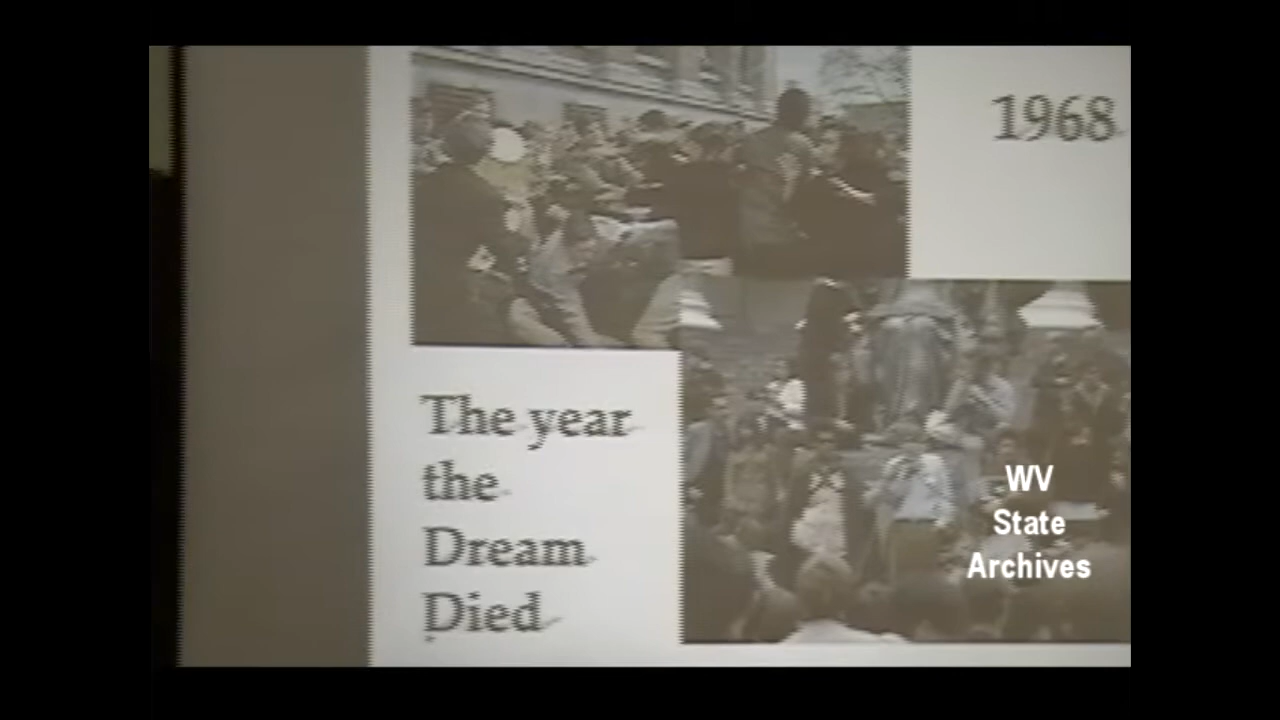 1968
The year
the
Dream
Died
WV
State
Archives